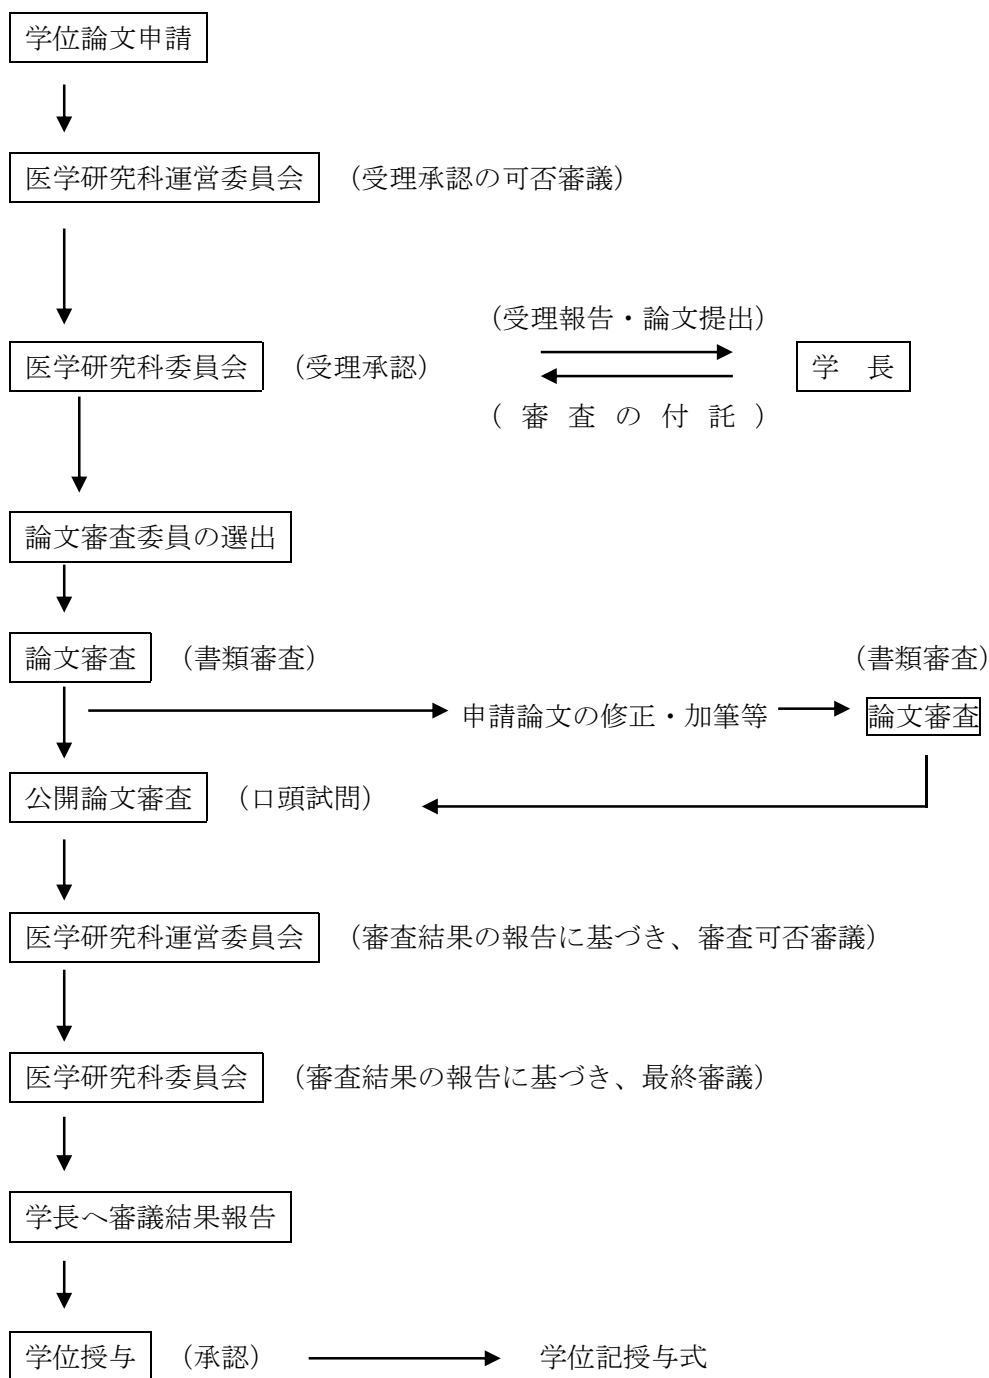 学位論文申請
医学研究科運営委員会 （受理承認の可否審議）
（受理報告・論文提出）
医学研究科委員会 （受理承認） 学　長
（ 審 査 の 付 託 ）
論文審査委員の選出
論文審査 （書類審査） （書類審査）
申請論文の修正・加筆等 論文審査
公開論文審査 （口頭試問）
医学研究科運営委員会 （審査結果の報告に基づき、審査可否審議）
医学研究科委員会 （審査結果の報告に基づき、最終審議）
学長へ審議結果報告
学位授与 （承認） 学位記授与式